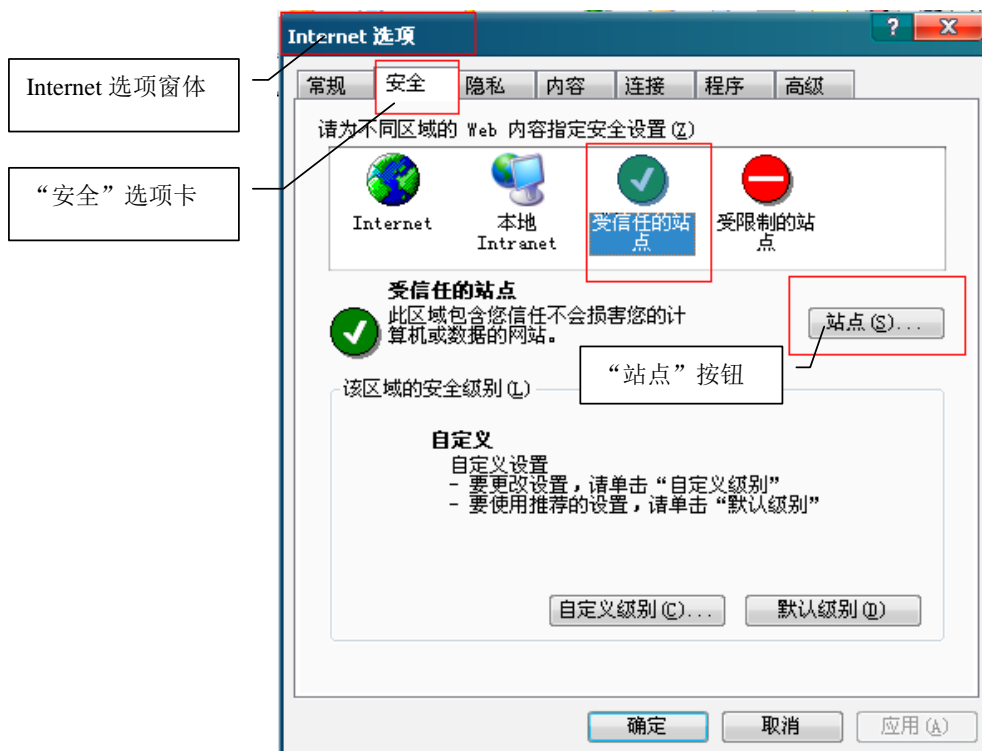 Internet 选项
? X
Internet 选项窗体
常规 安全 隐私 内容 连接 程序 高级
请为不同区域的 Web 内容指定安全设置(Z)
“安全”选项卡
Internet
本地
Intranet
受信任的站
点
受限制的站
点
受信任的站点
此区域包含您信任不会损害您的计
算机或数据的网站。
站点(S)...
“站点”按钮
该区域的安全级别(L)
自定义
自定义设置
- 要更改设置，请单击“自定义级别”
- 要使用推荐的设置，请单击“默认级别”
自定义级别(C)... 默认级别(D)
确定 取消 应用(A)